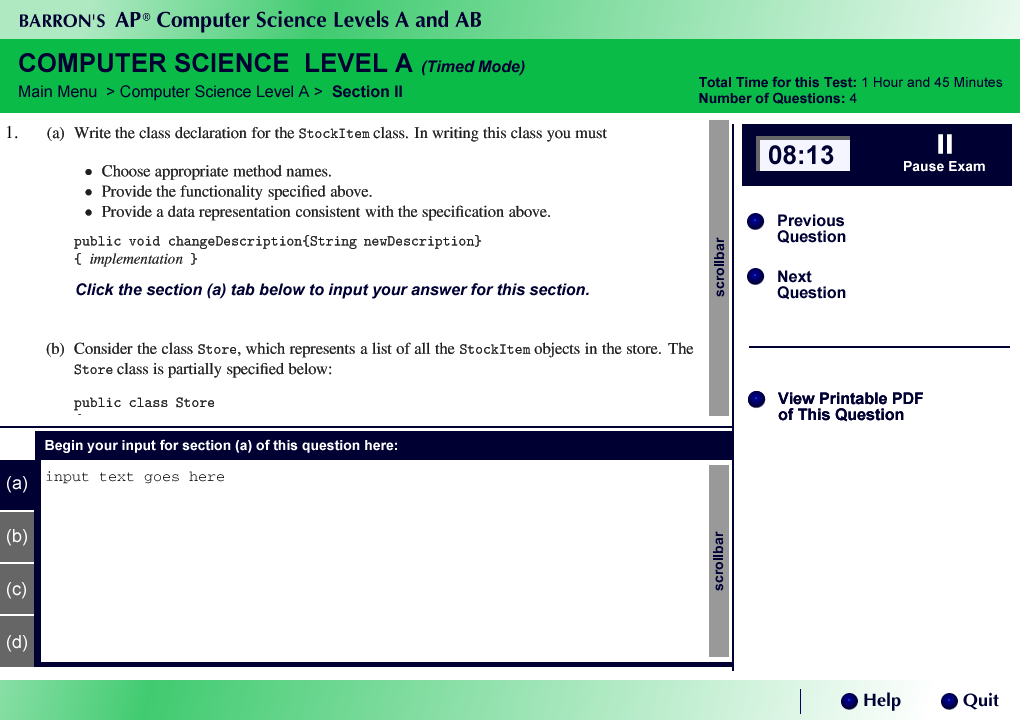 BARRON'S AP® Computer Science Levels A and AB
COMPUTER SCIENCE LEVEL A (Timed Mode)
Main Menu > Computer Science Level A > Section II
Total Time for this Test: 1 Hour and 45 Minutes
Number of Questions: 4
1. (a) Write the class declaration for the StockItem class. In writing this class you must
• Choose appropriate method names.
• Provide the functionality specified above.
• Provide a data representation consistent with the specification above.
public void changeDescription{String newDescription}
{ implementation }
Click the section (a) tab below to input your answer for this section.
(b) Consider the class Store, which represents a list of all the StockItem objects in the store. The
Store class is partially specified below:
public class Store
scrollbar
08:13
Pause Exam
Previous
Question
Next
Question
View Printable PDF
of This Question
Begin your input for section (a) of this question here:
(a)
(b)
(c)
(d)
input text goes here
scrollbar
Help
Quit